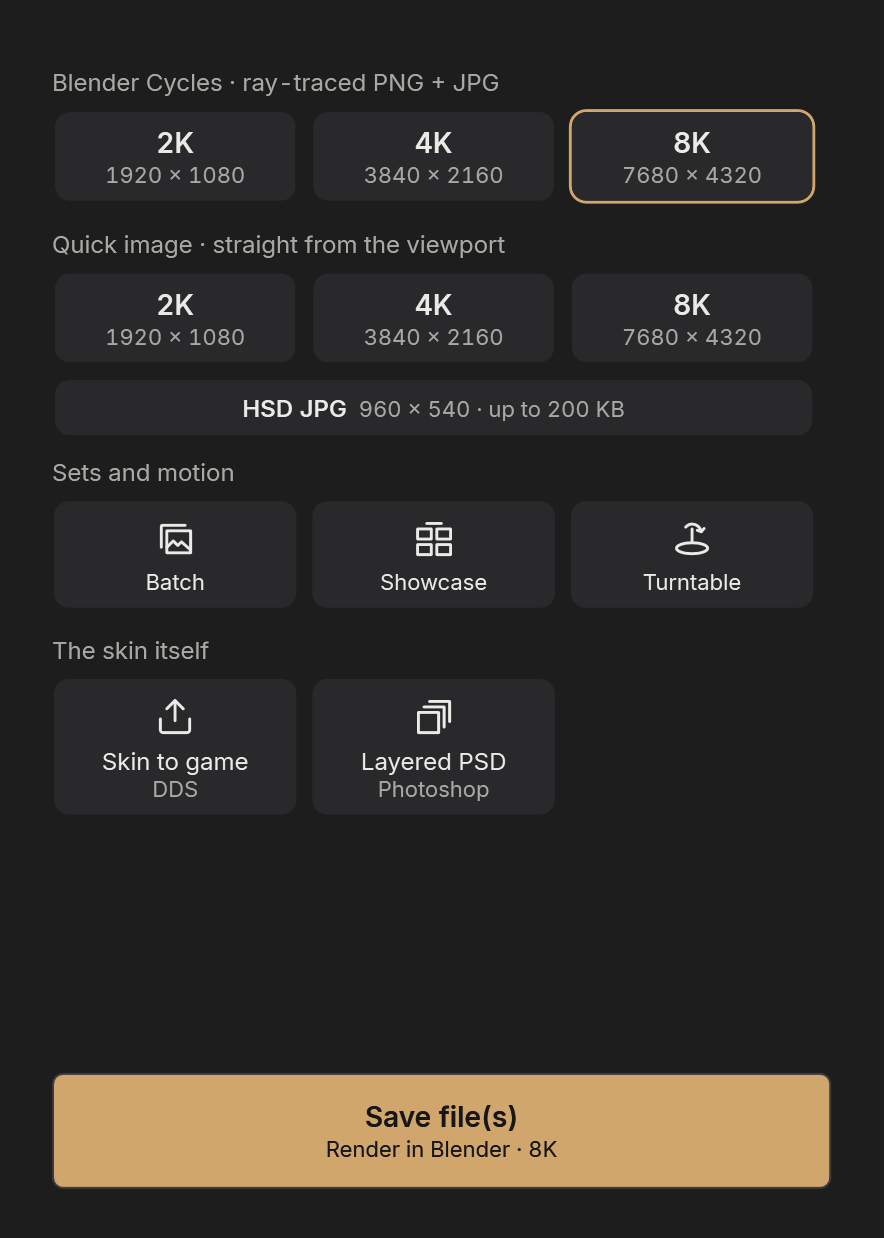 Blender Cycles · ray-traced PNG + JPG
2K
1920 × 1080
4K
3840 × 2160
8K
7680 × 4320
Quick image · straight from the viewport
2K
1920 × 1080
4K
3840 × 2160
8K
7680 × 4320
HSD JPG 960 × 540 · up to 200 KB
Sets and motion
Batch
Showcase
Turntable
The skin itself
Skin to game
DDS
Layered PSD
Photoshop
Save file(s)
Render in Blender · 8K